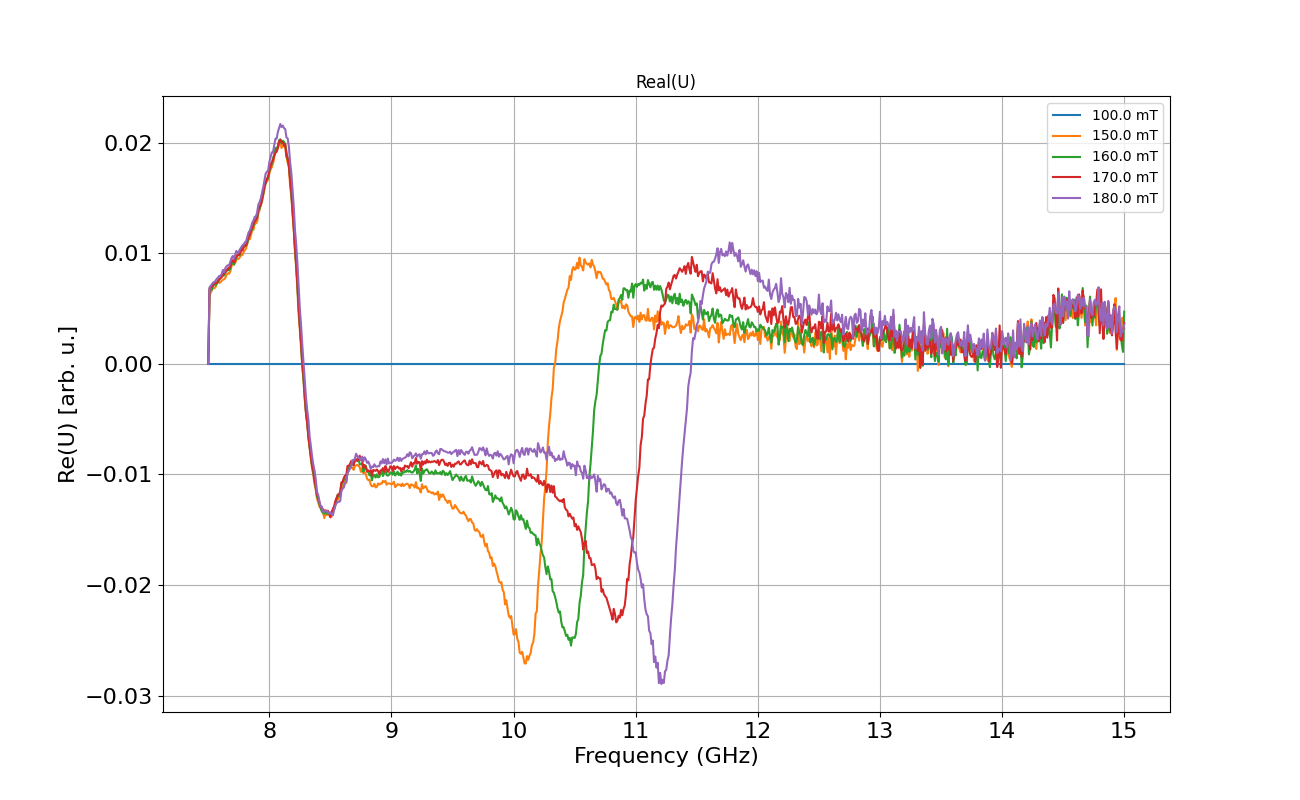 Real(U)
100.0 mT
150.0 mT
160.0 mT
170.0 mT
180.0 mT
0.02
0.01
0.00
−0.01
−0.02
−0.03
Re(U) [arb. u.]
8 9 10 11 12 13 14 15
Frequency (GHz)